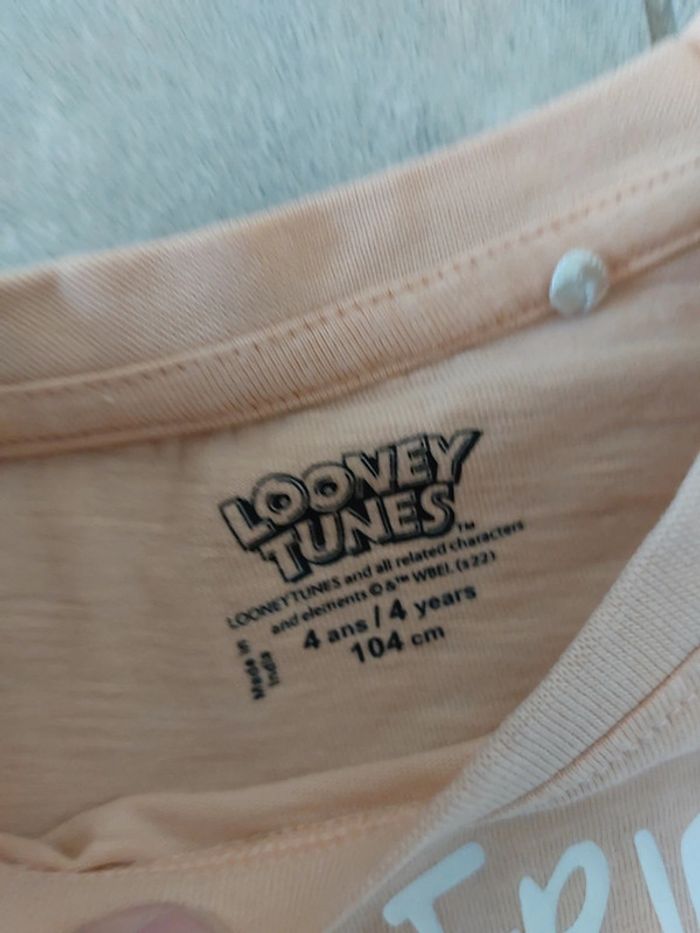 LOONEY
TUNES™
LOONEY TUNES and all related characters
and elements © & ™ WBEI. (s22)
4 ans / 4 years
104 cm
Made in
India